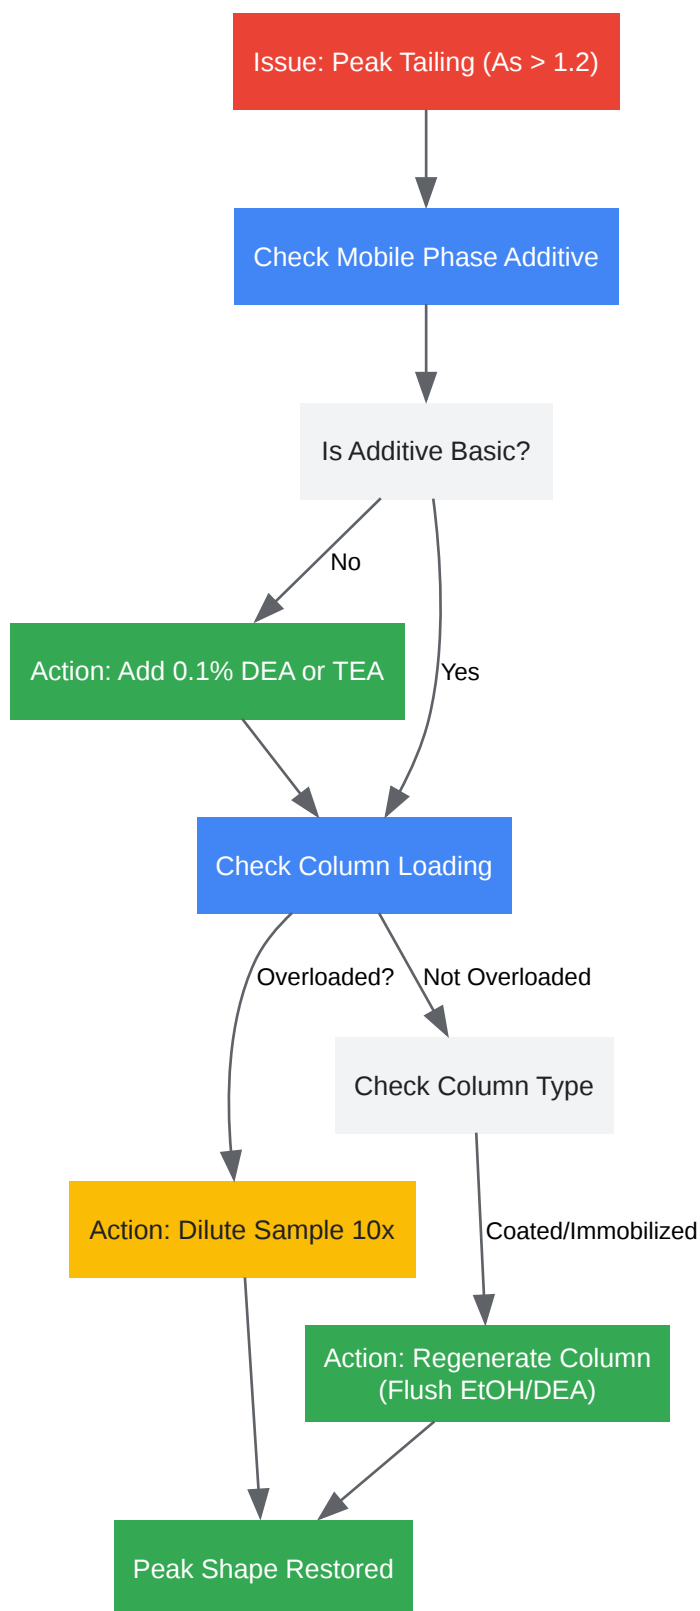 Issue: Peak Tailing (As > 1.2)
Check Mobile Phase Additive
Is Additive Basic?
No
Action: Add 0.1% DEA or TEA
Yes
Check Column Loading
Overloaded?
Not Overloaded
Check Column Type
Action: Dilute Sample 10x
Coated/Immobilized
Action: Regenerate Column
(Flush EtOH/DEA)
Peak Shape Restored